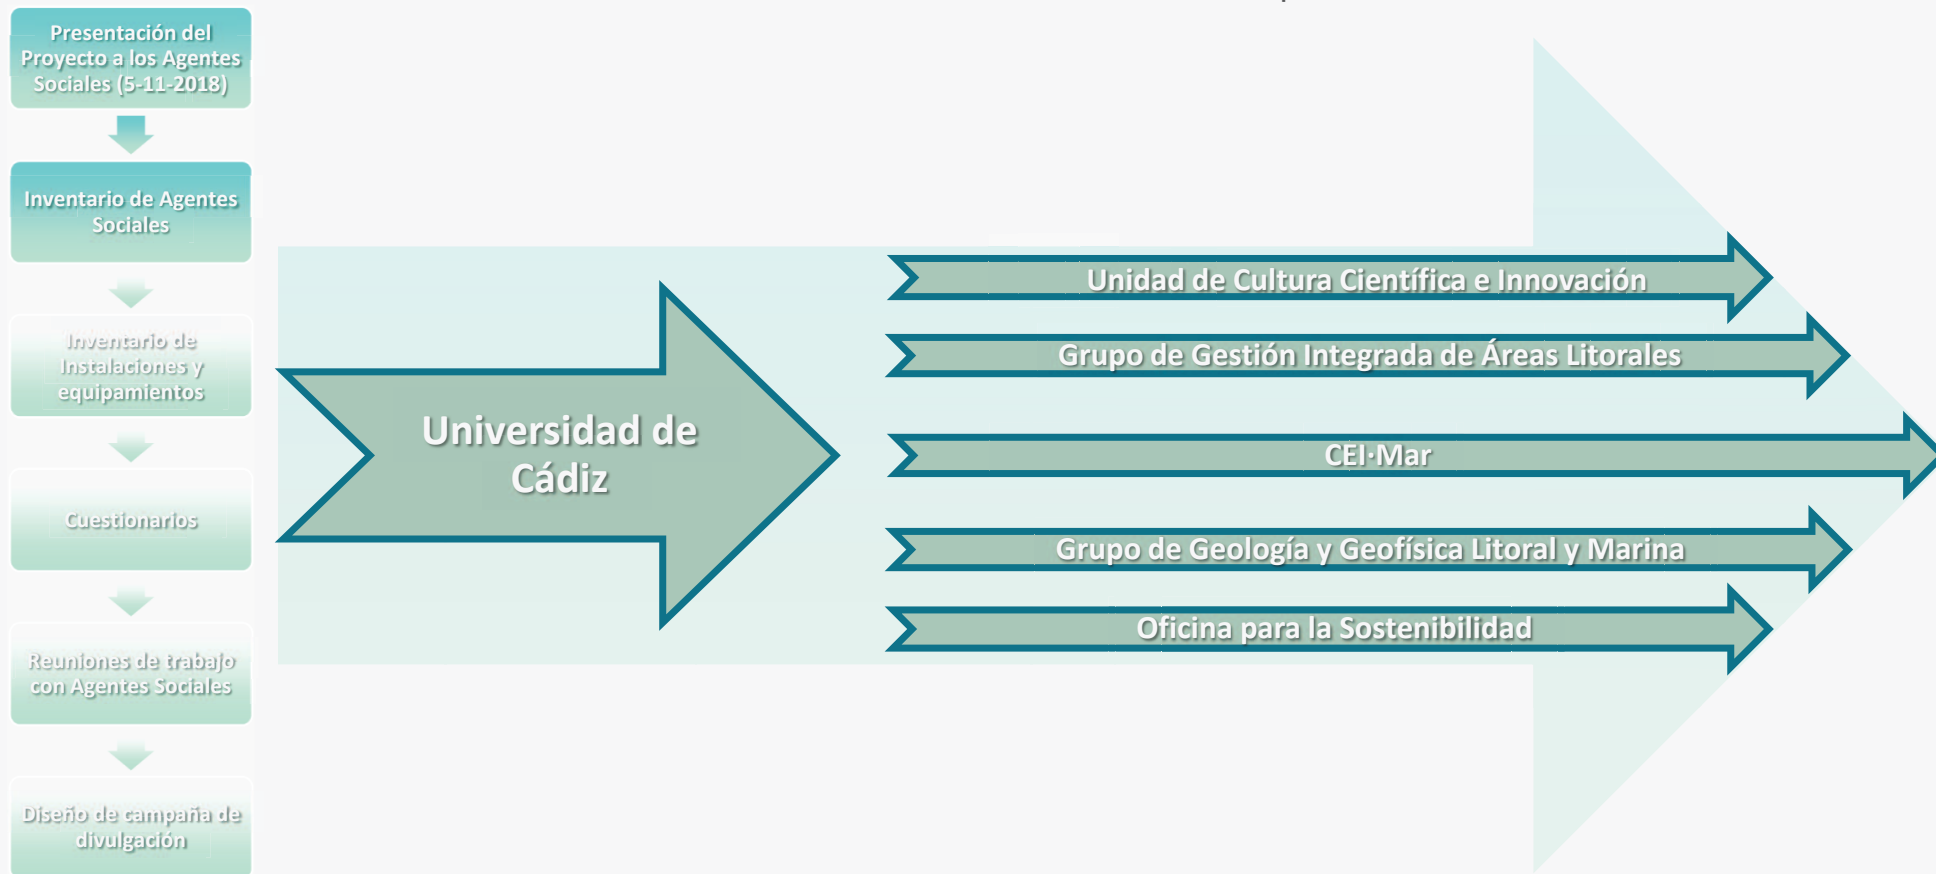 Presentación del
Proyecto a los Agentes
Sociales (5-11-2018)
Inventario de Agentes
Sociales
Inventario de
Instalaciones y
equipamientos
Cuestionarios
Reuniones de trabajo
con Agentes Sociales
Diseño de campaña de
divulgación
Universidad de
Cádiz
Unidad de Cultura Científica e Innovación
Grupo de Gestión Integrada de Áreas Litorales
CEI·Mar
Grupo de Geología y Geofísica Litoral y Marina
Oficina para la Sostenibilidad